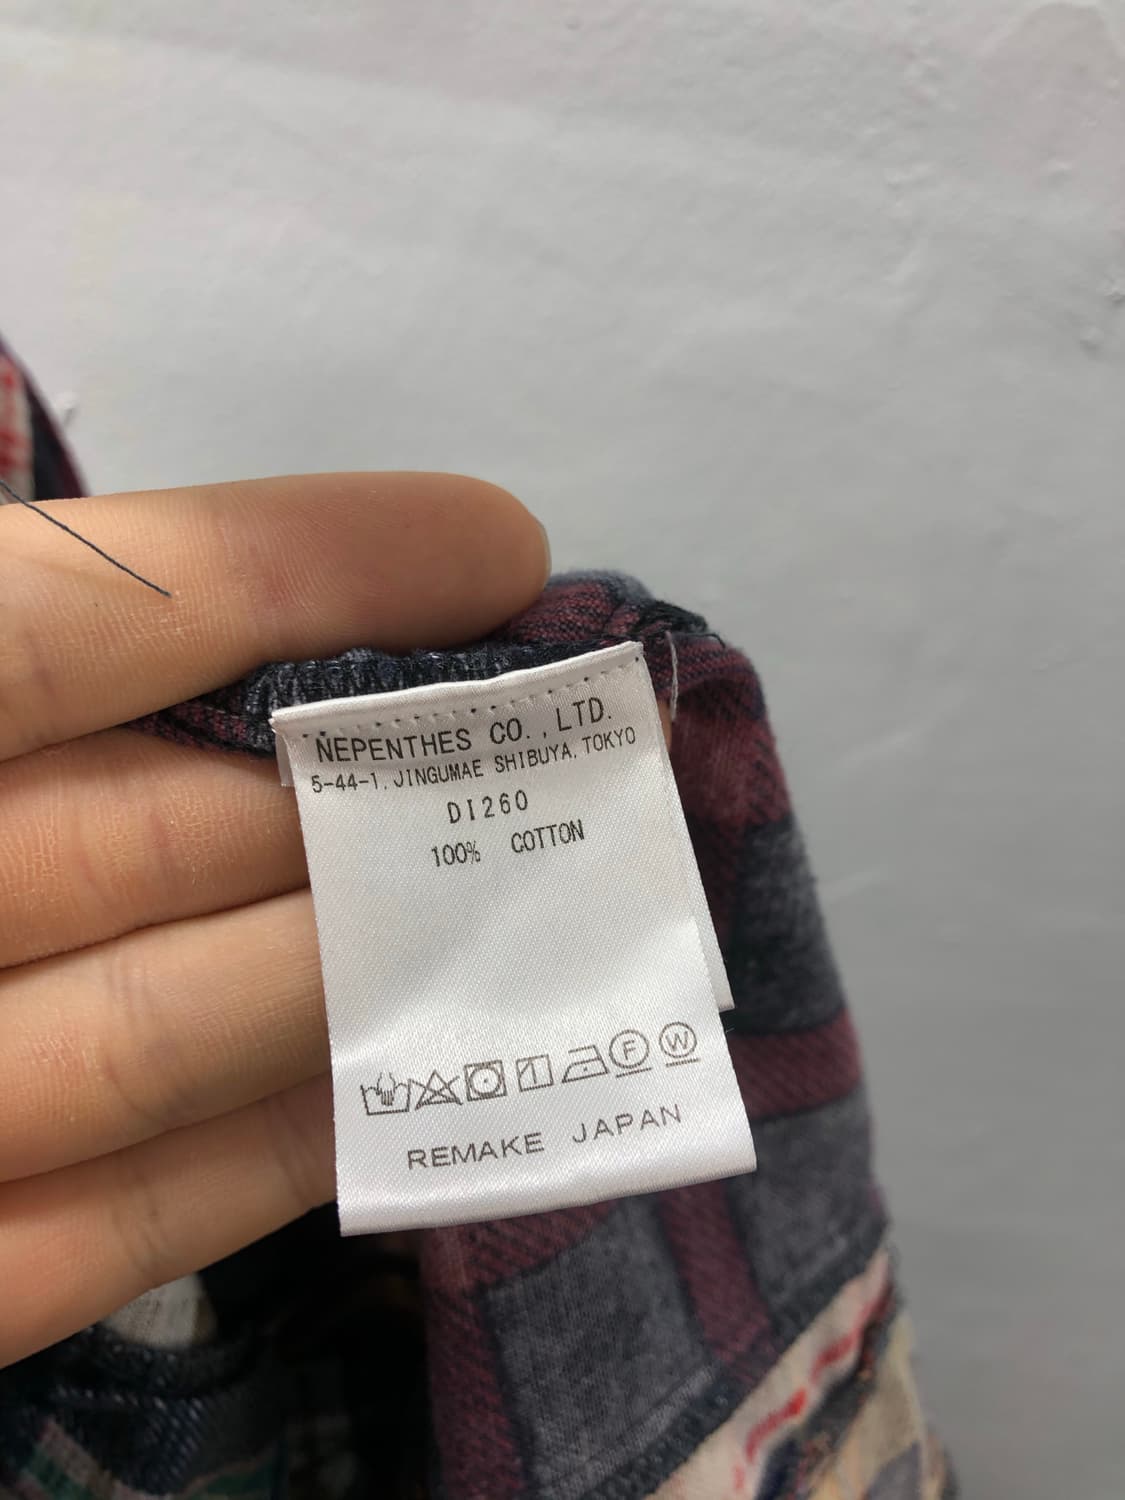 NEPENTHES CO.,LTD.
5-44-1, JINGUMAE SHIBUYA, TOKYO
DI260
100% COTTON
F W
REMAKE JAPAN